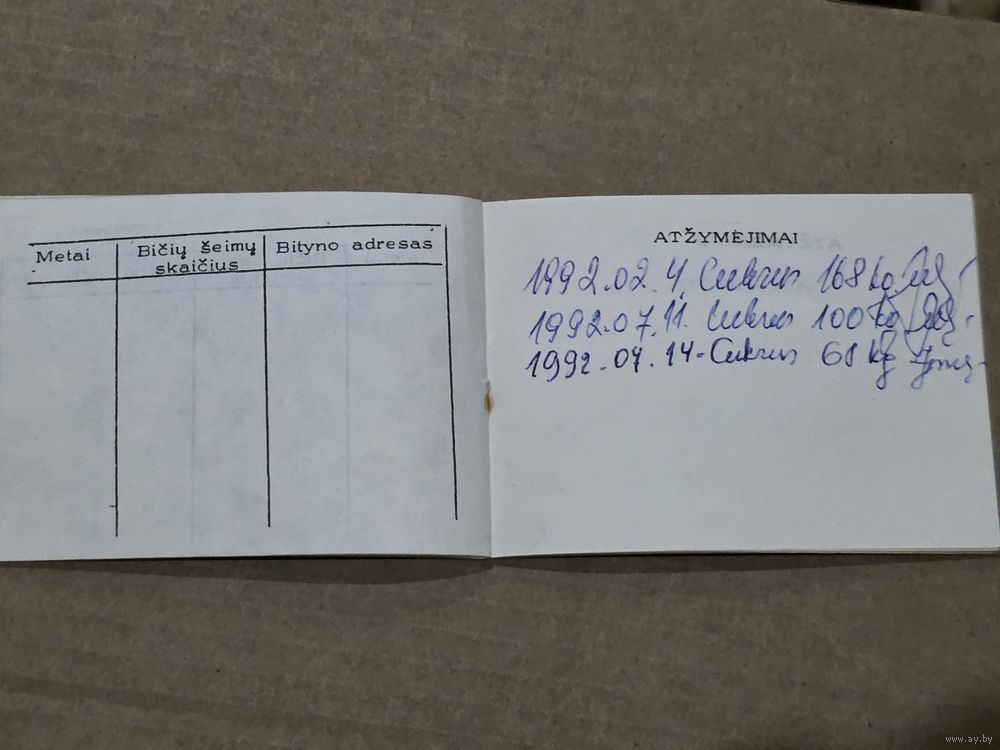 Metai
Bičių šeimų
skaičius
Bityno adresas
ATŽYMĖJIMAI
1992.02.4. Cukrus 168 kg
1992.07.11. Cukrus 100 kg
1992.07.14-Cukrus 68 kg
www.ay.by